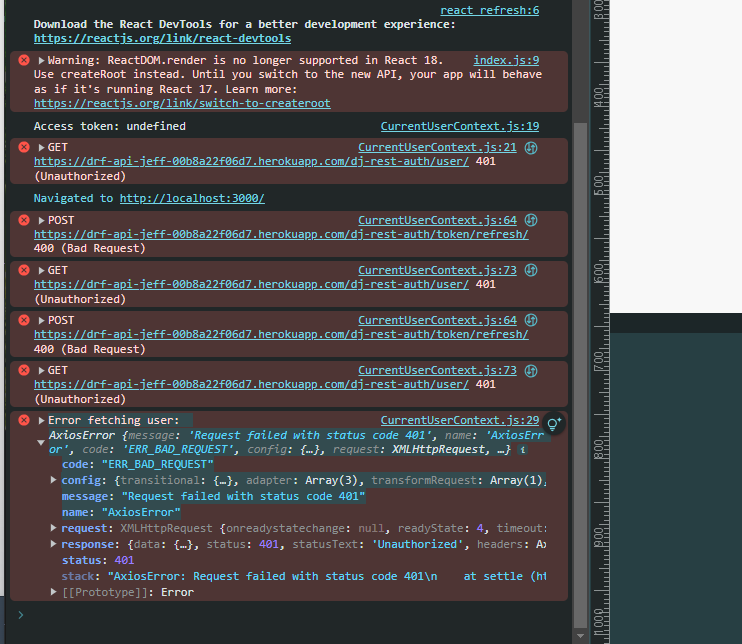 react refresh:6
Download the React DevTools for a better development experience:
https://reactjs.org/link/react-devtools
Warning: ReactDOM.render is no longer supported in React 18. index.js:9
Use createRoot instead. Until you switch to the new API, your app will behave
as if it's running React 17. Learn more:
https://reactjs.org/link/switch-to-createroot
Access token: undefined CurrentUserContext.js:19
GET CurrentUserContext.js:21
https://drf-api-jeff-00b8a22f06d7.herokuapp.com/dj-rest-auth/user/ 401
(Unauthorized)
Navigated to http://localhost:3000/
POST CurrentUserContext.js:64
https://drf-api-jeff-00b8a22f06d7.herokuapp.com/dj-rest-auth/token/refresh/
400 (Bad Request)
GET CurrentUserContext.js:73
https://drf-api-jeff-00b8a22f06d7.herokuapp.com/dj-rest-auth/user/ 401
(Unauthorized)
POST CurrentUserContext.js:64
https://drf-api-jeff-00b8a22f06d7.herokuapp.com/dj-rest-auth/token/refresh/
400 (Bad Request)
GET CurrentUserContext.js:73
https://drf-api-jeff-00b8a22f06d7.herokuapp.com/dj-rest-auth/user/ 401
(Unauthorized)
Error fetching user: CurrentUserContext.js:29
AxiosError {message: 'Request failed with status code 401', name: 'AxiosErr
or', code: 'ERR_BAD_REQUEST', config: {…}, request: XMLHttpRequest, …} i
code: "ERR_BAD_REQUEST"
config: {transitional: {…}, adapter: Array(3), transformRequest: Array(1),
message: "Request failed with status code 401"
name: "AxiosError"
request: XMLHttpRequest {onreadystatechange: null, readyState: 4, timeout:
response: {data: {…}, status: 401, statusText: 'Unauthorized', headers: Ax
status: 401
stack: "AxiosError: Request failed with status code 401\n    at settle (ht
[[Prototype]]: Error
300
400
500
600
700
800
900
1000